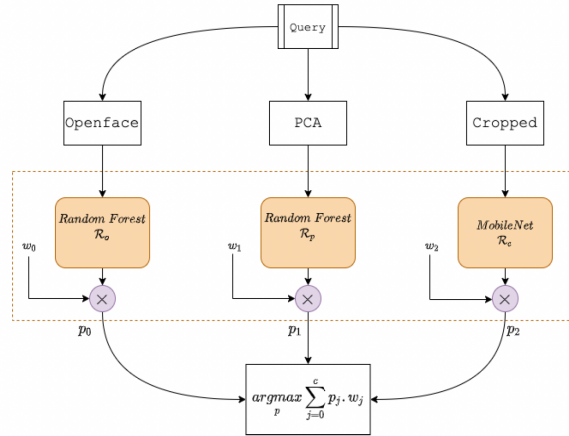 Query
Openface
PCA
Cropped
Random Forest
R_o
Random Forest
R_p
MobileNet
R_c
w_0
w_1
w_2
×
×
×
p_0
p_1
p_2
argmax_p ∑_{j=0}^{c} p_j . w_j